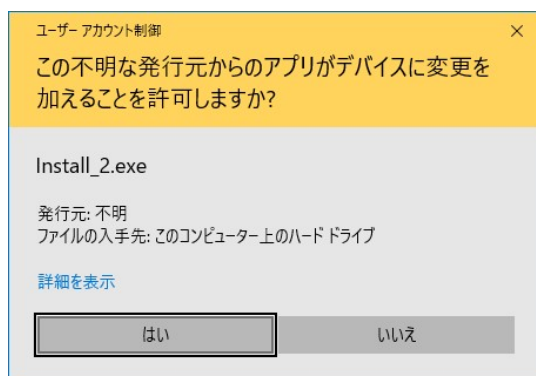 ユーザー アカウント制御
この不明な発行元からのアプリがデバイスに変更を
加えることを許可しますか?
Install_2.exe
発行元: 不明
ファイルの入手先: このコンピューター上のハード ドライブ
詳細を表示
はい
いいえ